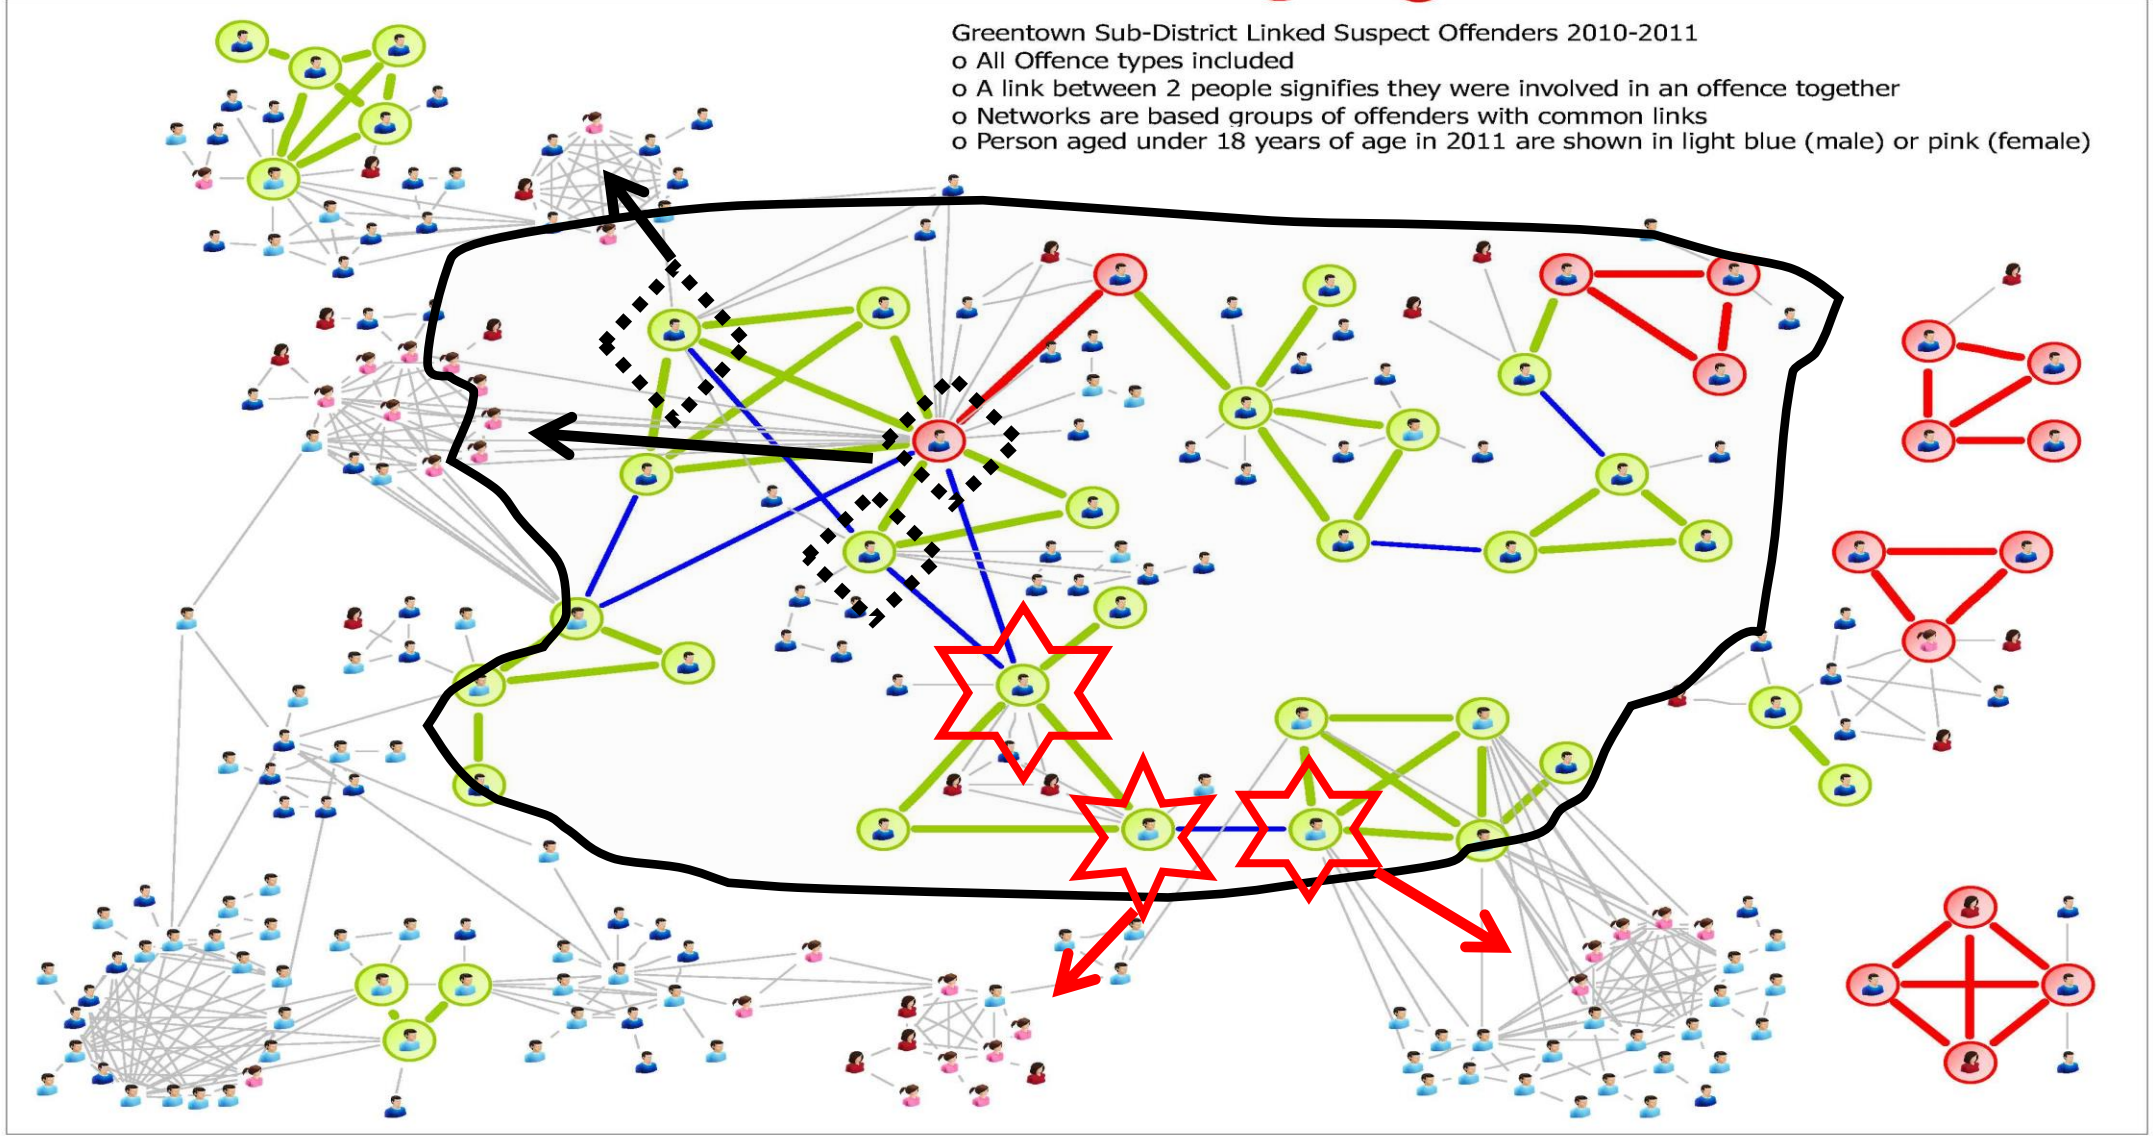 Greentown Sub-District Linked Suspect Offenders 2010-2011
o All Offence types included
o A link between 2 people signifies they were involved in an offence together
o Networks are based groups of offenders with common links
o Person aged under 18 years of age in 2011 are shown in light blue (male) or pink (female)